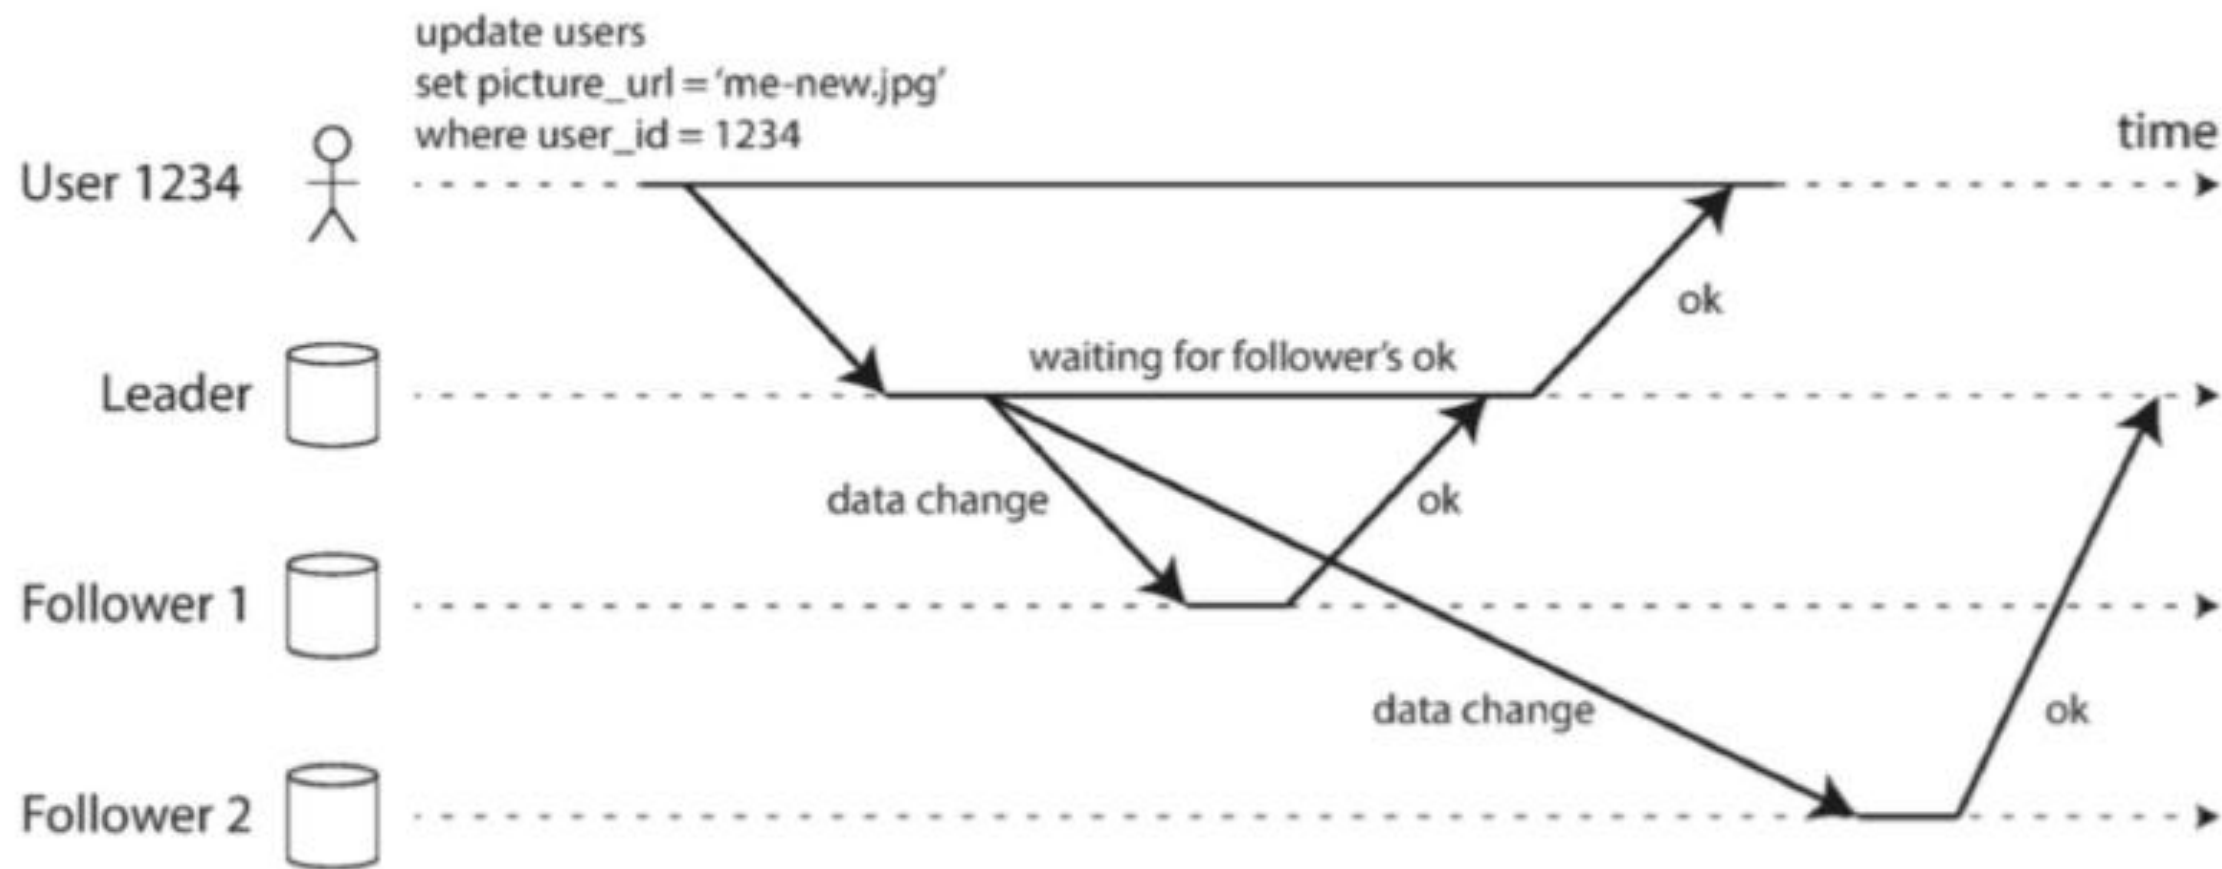 update users
set picture_url = ‘me-new.jpg’
where user_id = 1234
time
User 1234
ok
waiting for follower’s ok
Leader
data change
ok
Follower 1
data change
ok
Follower 2